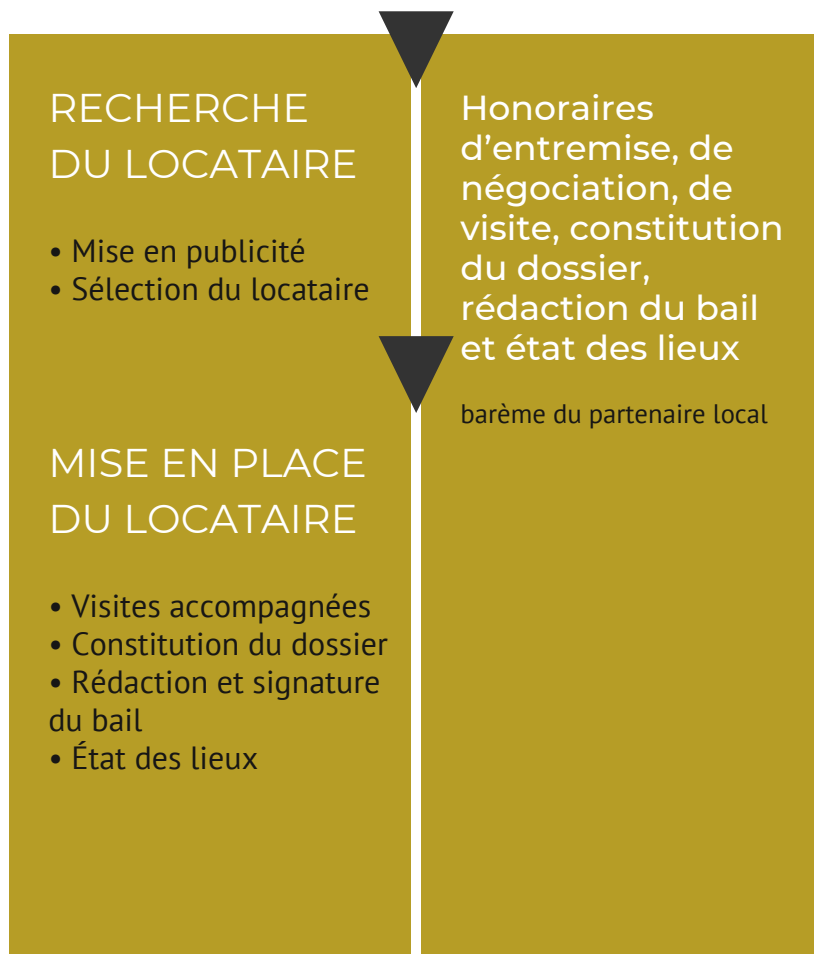 RECHERCHE
DU LOCATAIRE
• Mise en publicité
• Sélection du locataire
MISE EN PLACE
DU LOCATAIRE
• Visites accompagnées
• Constitution du dossier
• Rédaction et signature
du bail
• État des lieux
Honoraires
d’entremise, de
négociation, de
visite, constitution
du dossier,
rédaction du bail
et état des lieux
barème du partenaire local